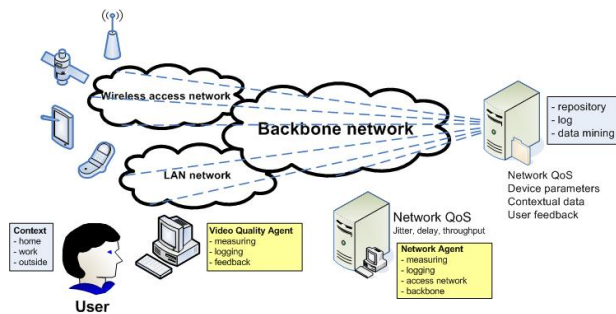 Wireless access network
Backbone network
LAN network
- repository
- log
- data mining
Network QoS
Device parameters
Contextual data
User feedback
Context
- home
- work
- outside
User
Video Quality Agent
- measuring
- logging
- feedback
Network QoS
Jitter, delay, throughput
Network Agent
- measuring
- logging
- access network
- backbone